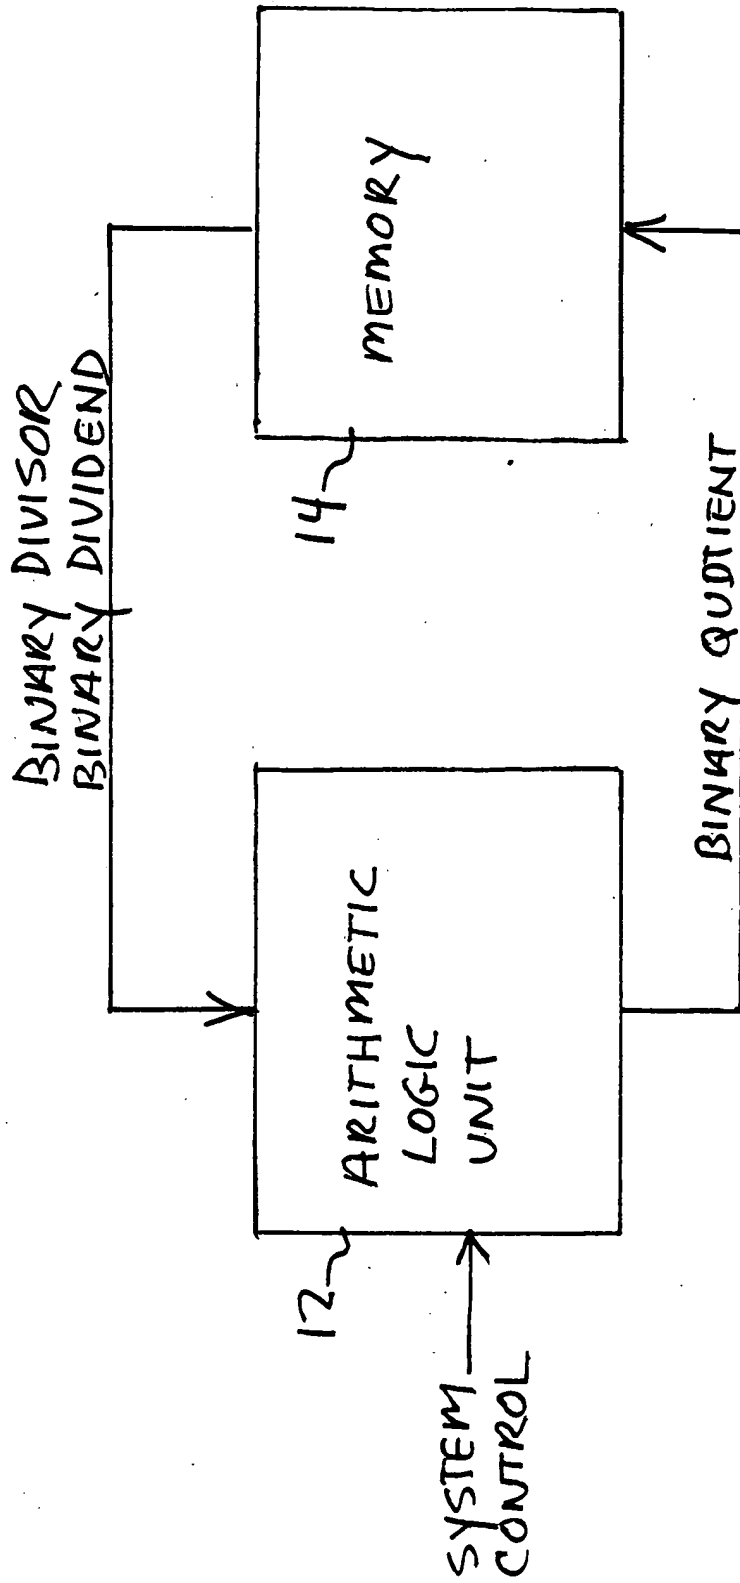 BINARY DIVISOR
BINARY DIVIDEND
12
14
SYSTEM
CONTROL
ARITHMETIC
LOGIC
UNIT
MEMORY
BINARY QUOTIENT